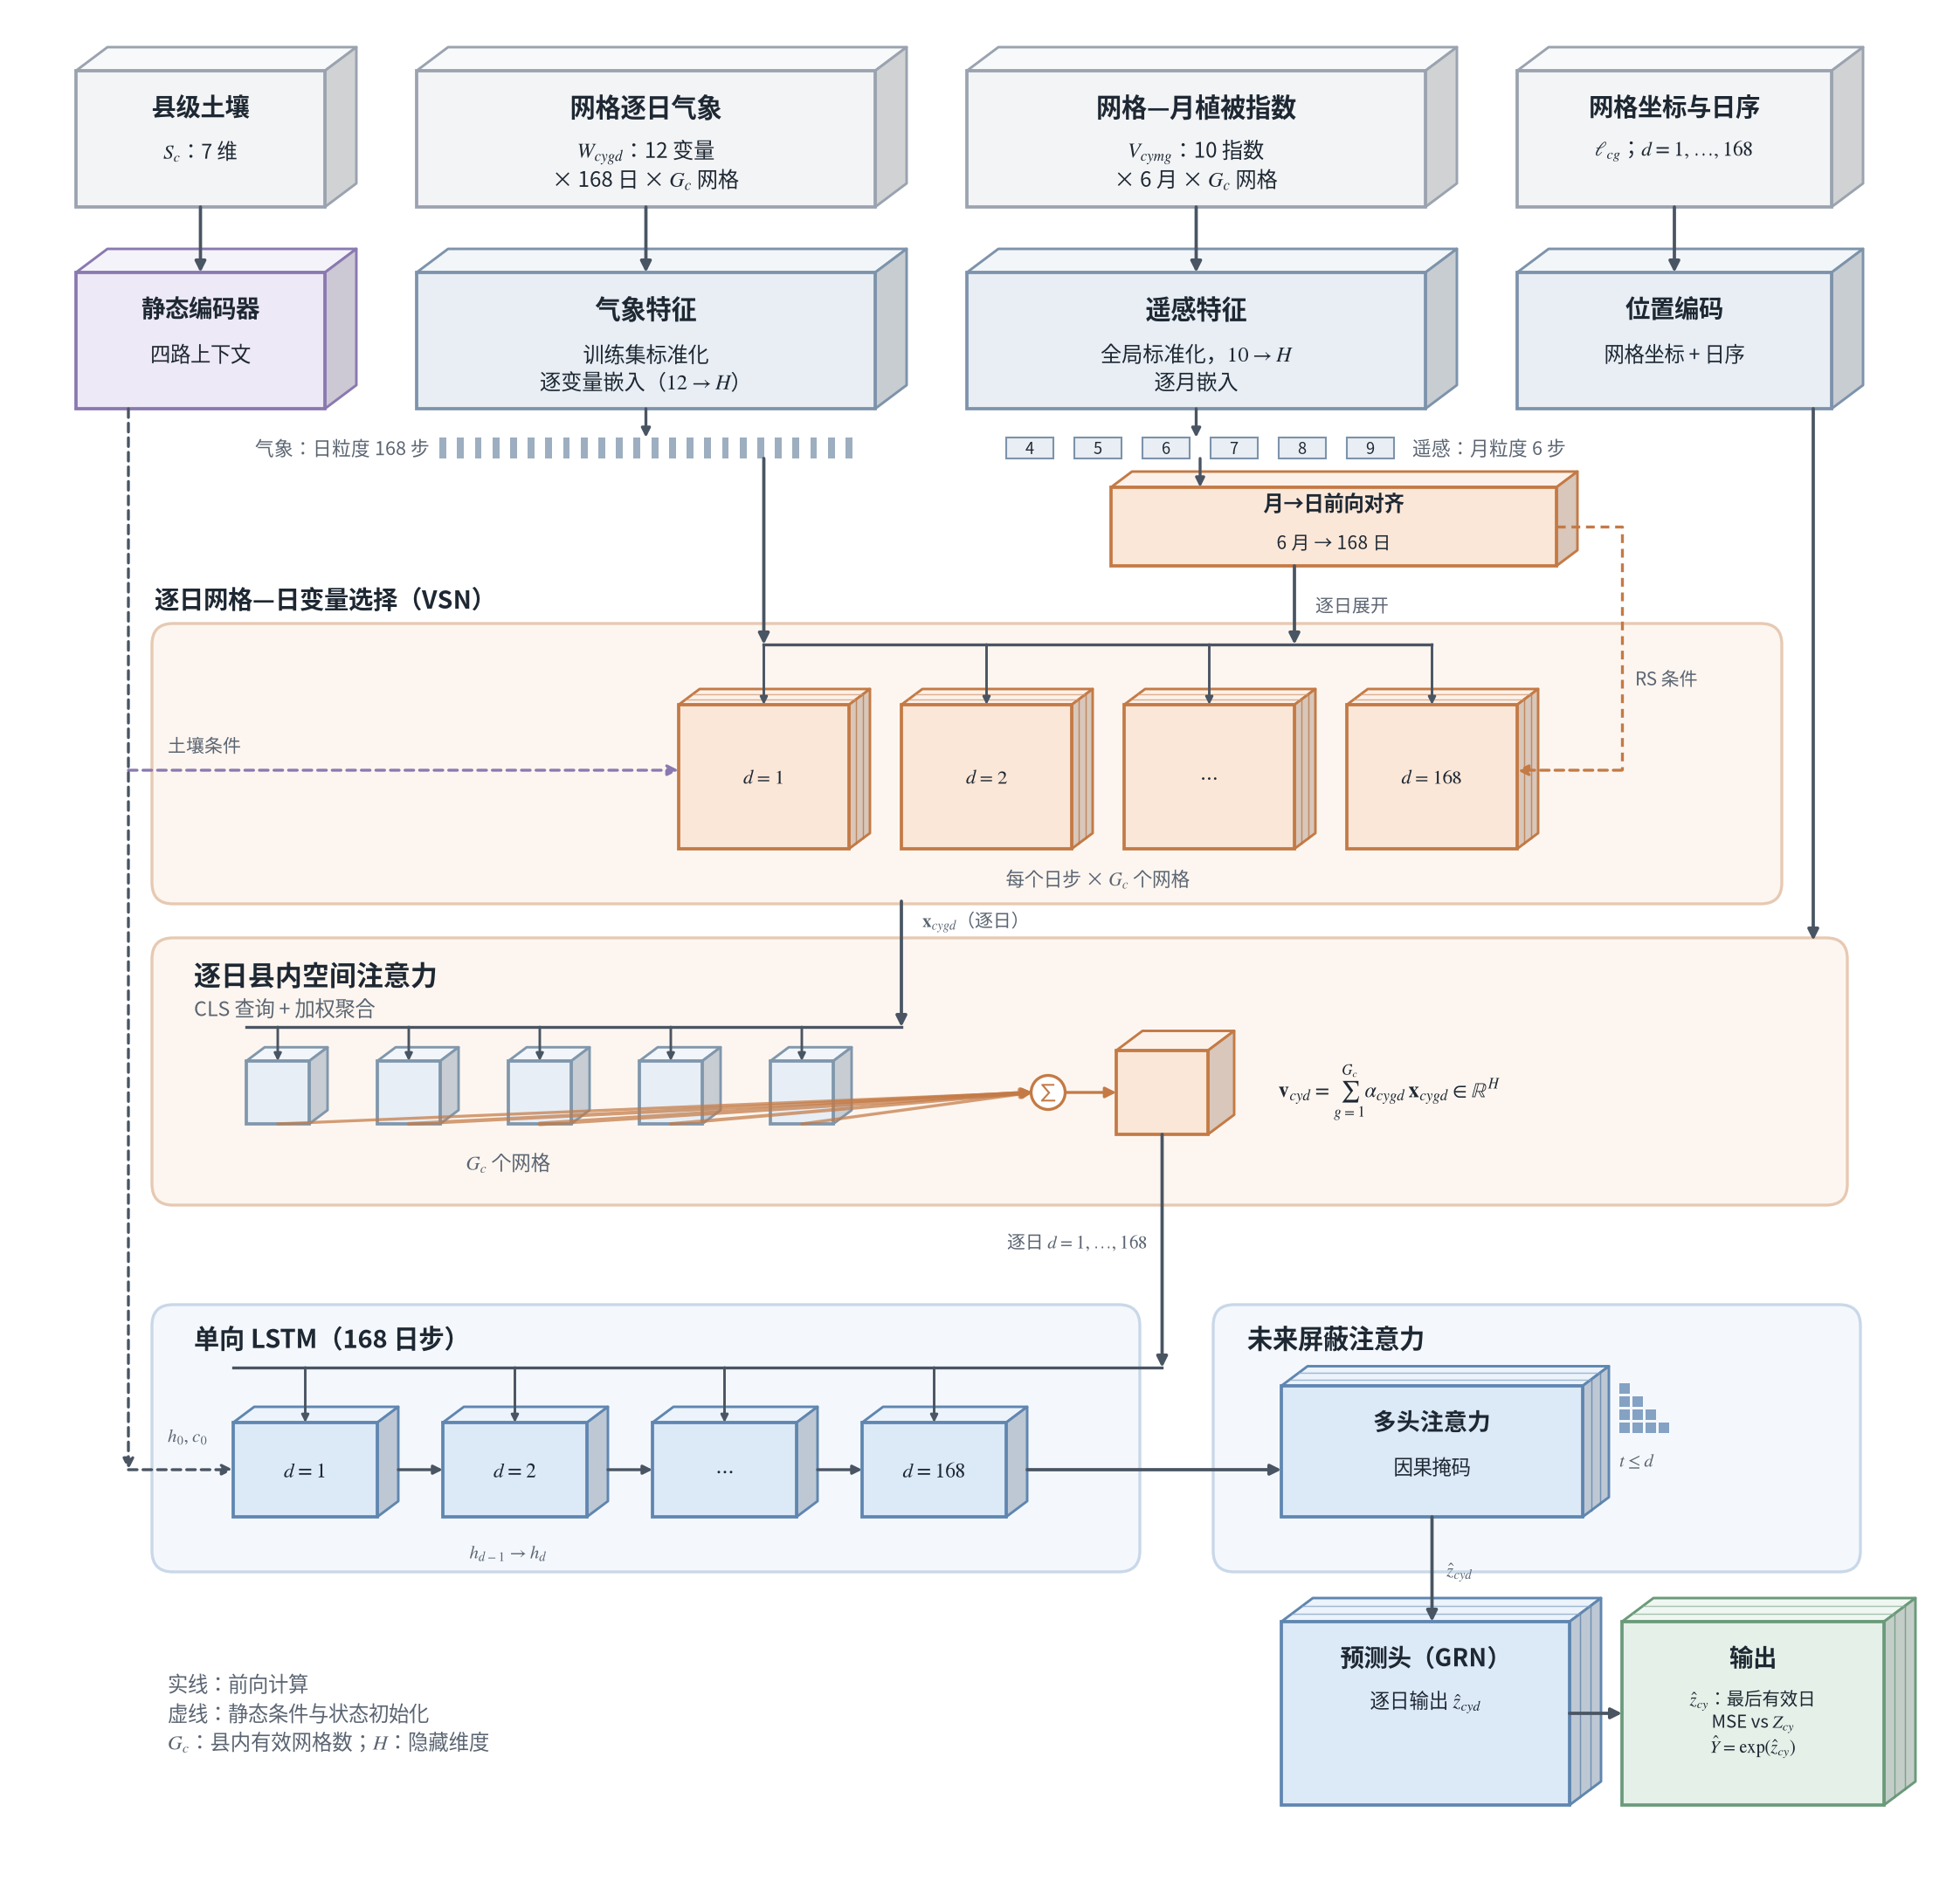 县级土壤
S_c：7 维
网格逐日气象
W_cygd：12 变量
× 168 日 × G_c 网格
网格—月植被指数
V_cymg：10 指数
× 6 月 × G_c 网格
网格坐标与日序
ℓ_cg；d = 1, …, 168
静态编码器
四路上下文
气象特征
训练集标准化
逐变量嵌入（12 → H）
遥感特征
全局标准化，10 → H
逐月嵌入
位置编码
网格坐标 + 日序
气象：日粒度 168 步
4 5 6 7 8 9
遥感：月粒度 6 步
月→日前向对齐
6 月 → 168 日
逐日展开
逐日网格—日变量选择（VSN）
RS 条件
土壤条件
d = 1
d = 2
…
d = 168
每个日步 × G_c 个网格
x_cygd（逐日）
逐日县内空间注意力
CLS 查询 + 加权聚合
Σ
v_cyd = ∑_{g = 1}^{G_c} α_cygd x_cygd ∈ ℝ^H
G_c 个网格
逐日 d = 1, …, 168
单向 LSTM（168 日步）
h_0, c_0
d = 1
d = 2
…
d = 168
h_{d − 1} → h_d
未来屏蔽注意力
多头注意力
因果掩码
t ≤ d
ẑ_cyd
预测头（GRN）
逐日输出 ẑ_cyd
输出
ẑ_cy：最后有效日
MSE vs Z_cy
Ŷ = exp(ẑ_cy)
实线：前向计算
虚线：静态条件与状态初始化
G_c：县内有效网格数；H：隐藏维度